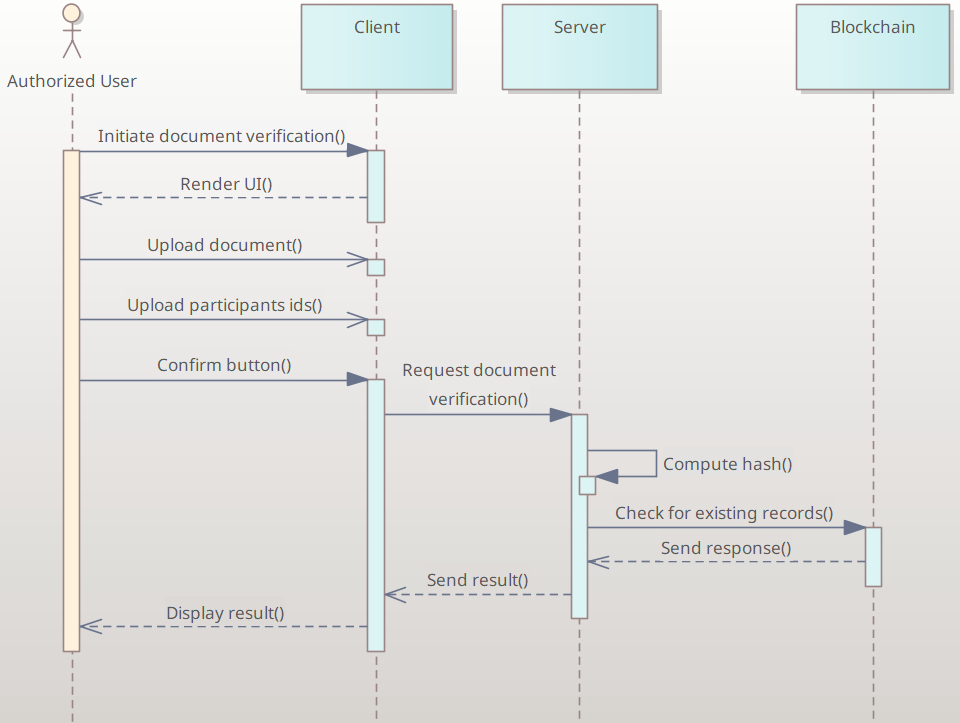 Client
Server
Blockchain
Authorized User
Initiate document verification()
Render UI()
Upload document()
Upload participants ids()
Confirm button()
Request document
verification()
Compute hash()
Check for existing records()
Send response()
Send result()
Display result()